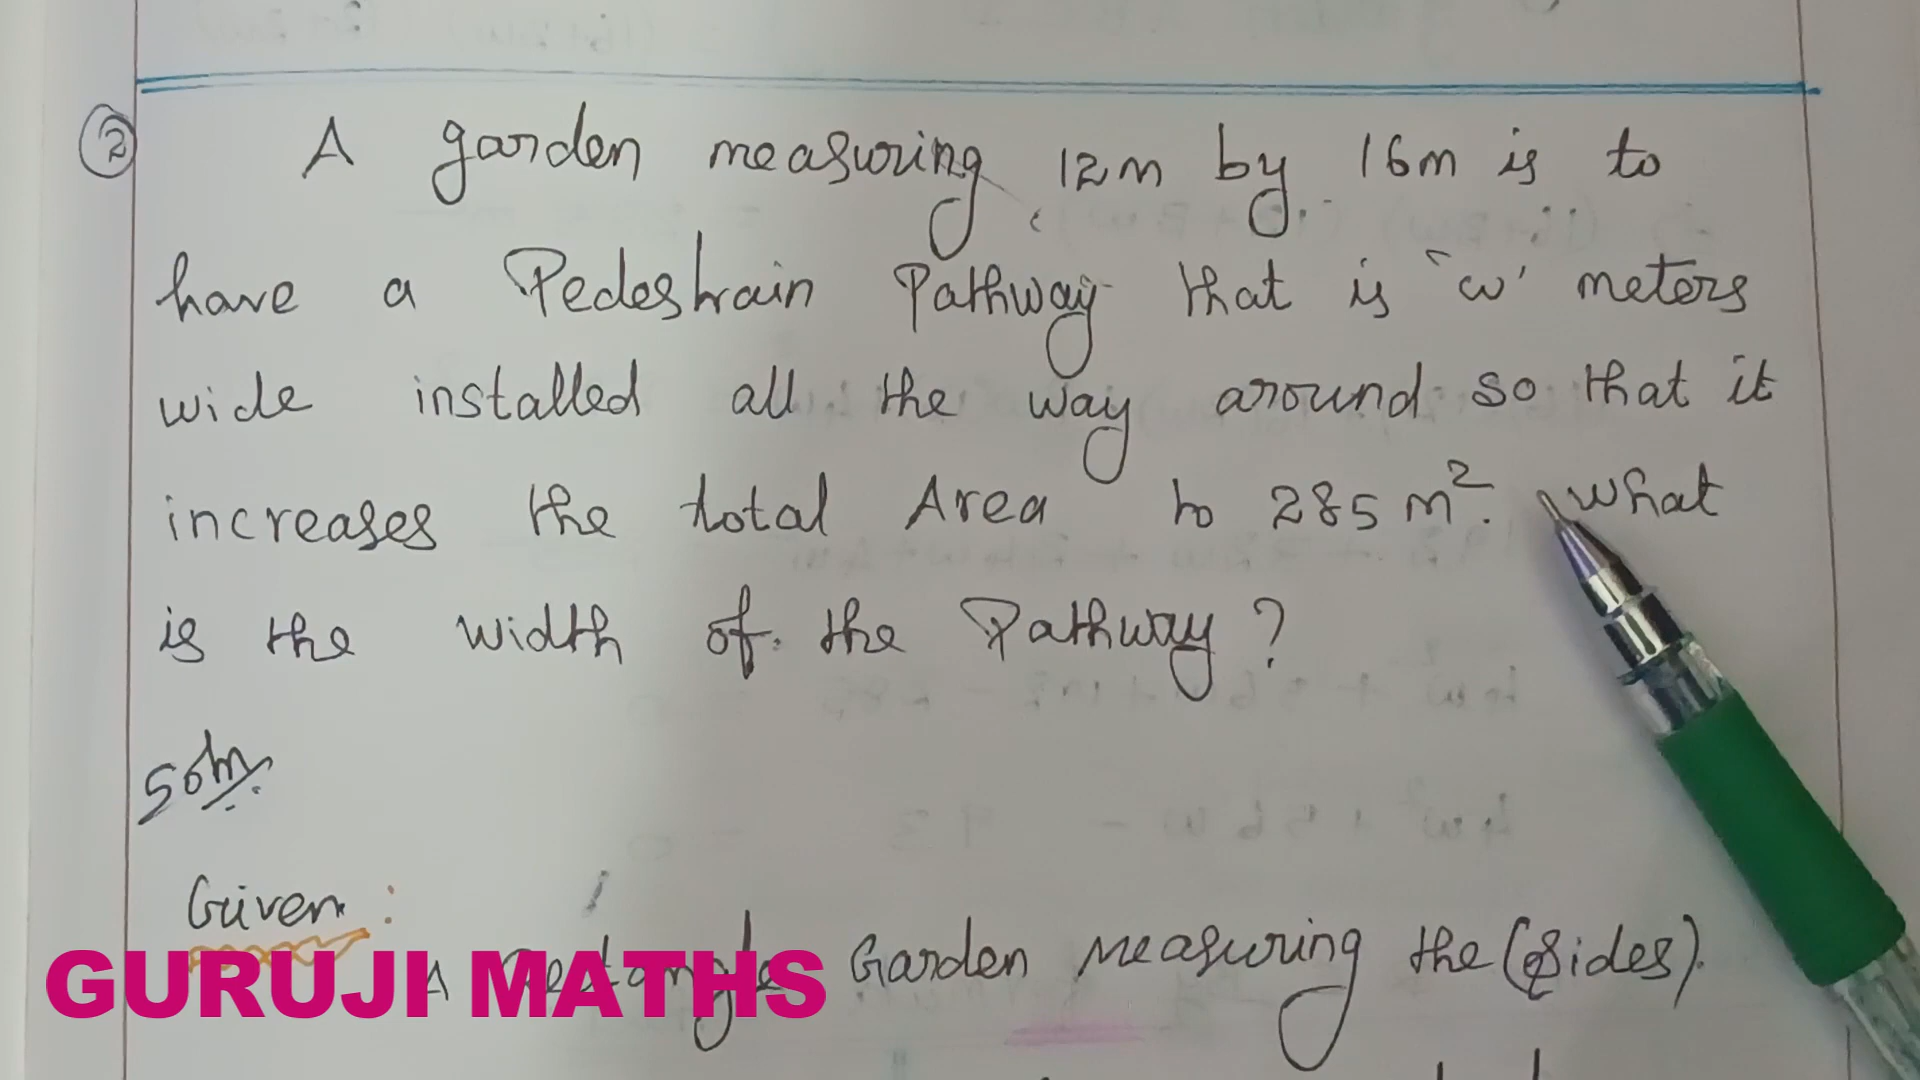 2 A garden measuring 12m by 16m is to
have a Pedestrain Pathway that is 'w' meters
wide installed all the way around so that it
increases the total Area to 285 m². what
is the width of the Pathway?
Soln
Given:
A Rectangle Garden Measuring the (Sides).
GURUJI MATHS